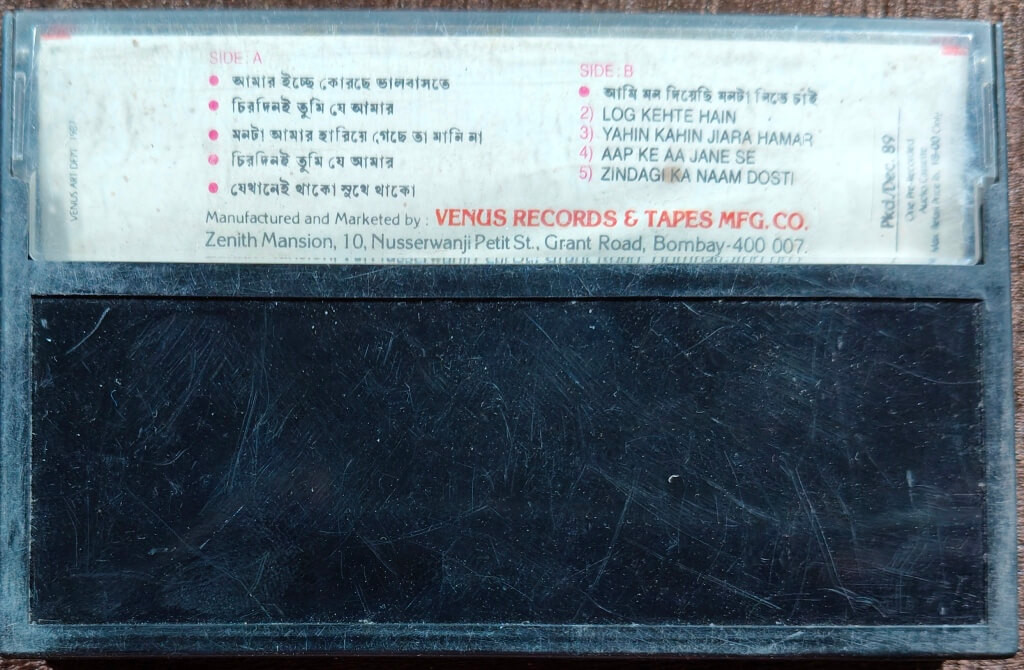 SIDE : A
আমার ইচ্ছে কোরছে ভালবাসতে
চিরদিনই তুমি যে আমার
মনটা আমার হারিয়ে গেছে তা মানি না
চিরদিনই তুমি যে আমার
যেখানেই থাকো সুখে থাকো
SIDE : B
আমি মন দিয়েছি মনটা নিতে চাই
2) LOG KEHTE HAIN
3) YAHIN KAHIN JIARA HAMAR
4) AAP KE AA JANE SE
5) ZINDAGI KA NAAM DOSTI
Manufactured and Marketed by : VENUS RECORDS & TAPES MFG. CO.
Zenith Mansion, 10, Nusserwanji Petit St., Grant Road, Bombay-400 007.
VENUS ART DEPT.
Pkd./Dec. 89